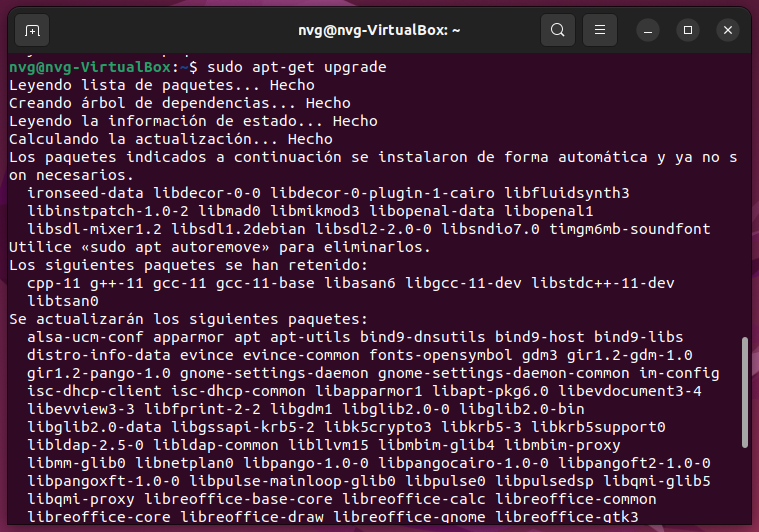 nvg@nvg-VirtualBox: ~
nvg@nvg-VirtualBox:~$ sudo apt-get upgrade
Leyendo lista de paquetes... Hecho
Creando árbol de dependencias... Hecho
Leyendo la información de estado... Hecho
Calculando la actualización... Hecho
Los paquetes indicados a continuación se instalaron de forma automática y ya no s
on necesarios.
  ironseed-data libdecor-0-0 libdecor-0-plugin-1-cairo libfluidsynth3
  libinstpatch-1.0-2 libmad0 libmikmod3 libopenal-data libopenal1
  libsdl-mixer1.2 libsdl1.2debian libsdl2-2.0-0 libsndio7.0 timgm6mb-soundfont
Utilice «sudo apt autoremove» para eliminarlos.
Los siguientes paquetes se han retenido:
  cpp-11 g++-11 gcc-11 gcc-11-base libasan6 libgcc-11-dev libstdc++-11-dev
  libtsan0
Se actualizarán los siguientes paquetes:
  alsa-ucm-conf apparmor apt apt-utils bind9-dnsutils bind9-host bind9-libs
  distro-info-data evince evince-common fonts-opensymbol gdm3 gir1.2-gdm-1.0
  gir1.2-pango-1.0 gnome-settings-daemon gnome-settings-daemon-common im-config
  isc-dhcp-client isc-dhcp-common libapparmor1 libapt-pkg6.0 libevdocument3-4
  libevview3-3 libfprint-2-2 libgdm1 libglib2.0-0 libglib2.0-bin
  libglib2.0-data libgssapi-krb5-2 libk5crypto3 libkrb5-3 libkrb5support0
  libldap-2.5-0 libldap-common libllvm15 libmbim-glib4 libmbim-proxy
  libmm-glib0 libnetplan0 libpango-1.0-0 libpangocairo-1.0-0 libpangoft2-1.0-0
  libpangoxft-1.0-0 libpulse-mainloop-glib0 libpulse0 libpulsedsp libqmi-glib5
  libqmi-proxy libreoffice-base-core libreoffice-calc libreoffice-common
  libreoffice-core libreoffice-draw libreoffice-gnome libreoffice-gtk3